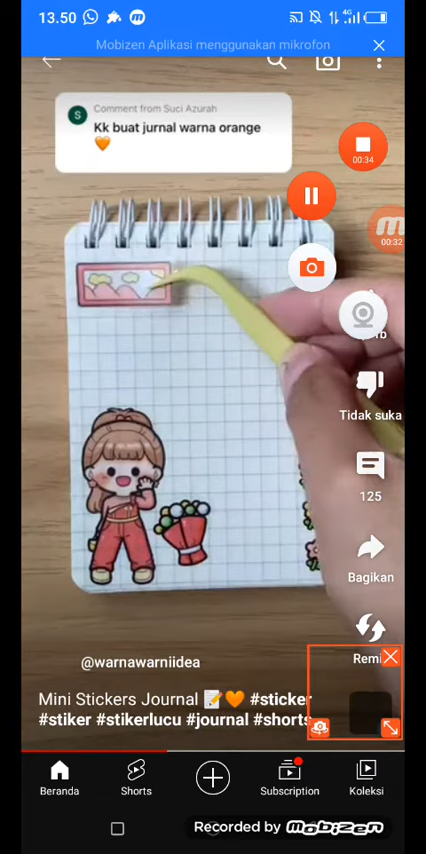 13.50
4G
Mobizen Aplikasi menggunakan mikrofon
S
Comment from Suci Azurah
Kk buat jurnal warna orange
🧡
00:34
00:32
Tidak suka
125
Bagikan
@warnawarniidea
Mini Stickers Journal 📝🧡 #sticker
#stiker #stikerlucu #journal #shorts
Beranda
Shorts
Subscription
Koleksi
Recorded by mobizen